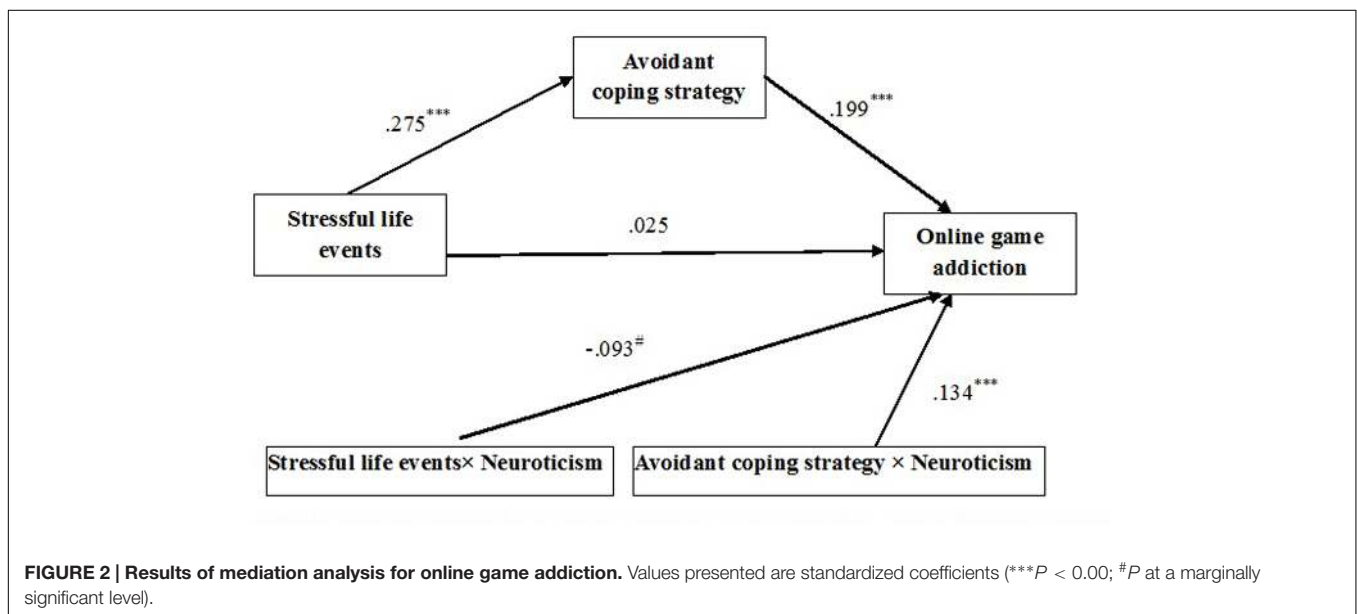 Avoidant
coping strategy
.275***
.199***
Stressful life
events
.025
Online game
addiction
-.093#
.134***
Stressful life events× Neuroticism
Avoidant coping strategy × Neuroticism
FIGURE 2 | Results of mediation analysis for online game addiction. Values presented are standardized coefficients (***P < 0.00; #P at a marginally
significant level).